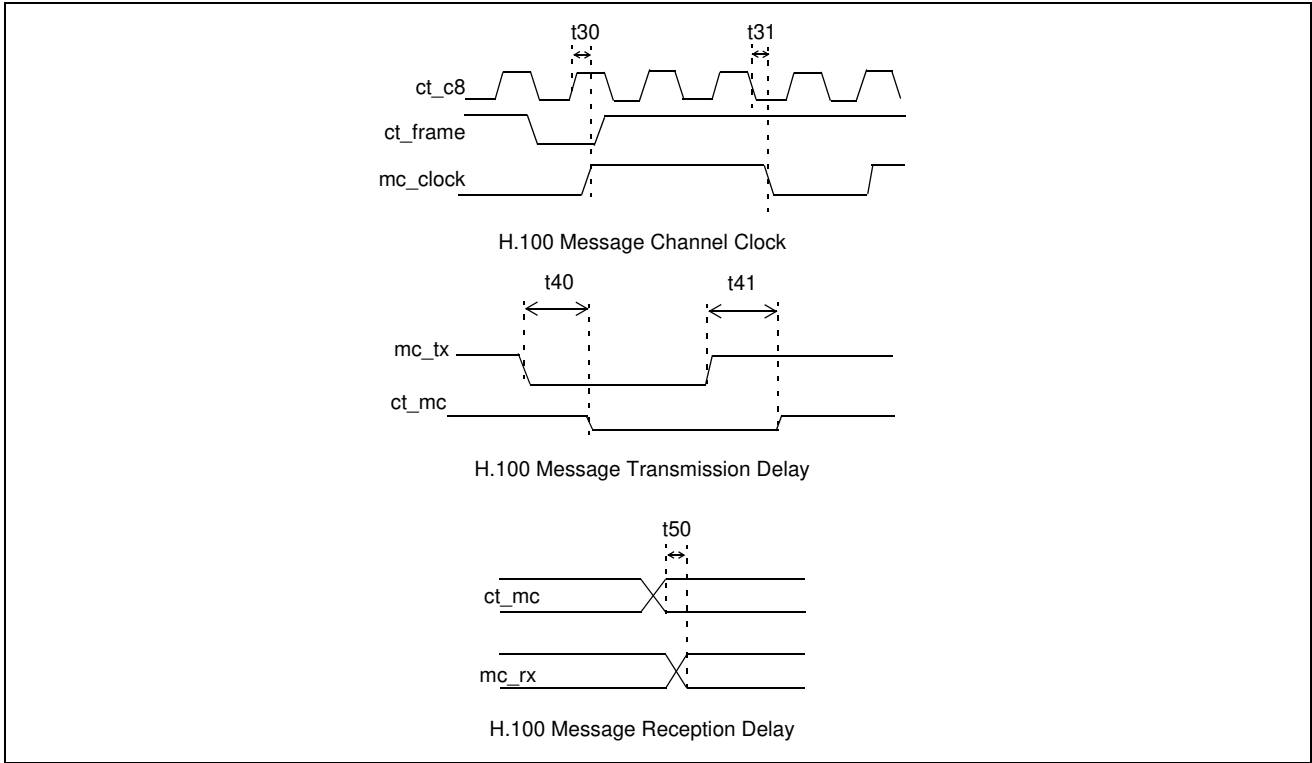 t30 t31
ct_c8
ct_frame
mc_clock
H.100 Message Channel Clock
t40 t41
mc_tx
ct_mc
H.100 Message Transmission Delay
t50
ct_mc
mc_rx
H.100 Message Reception Delay